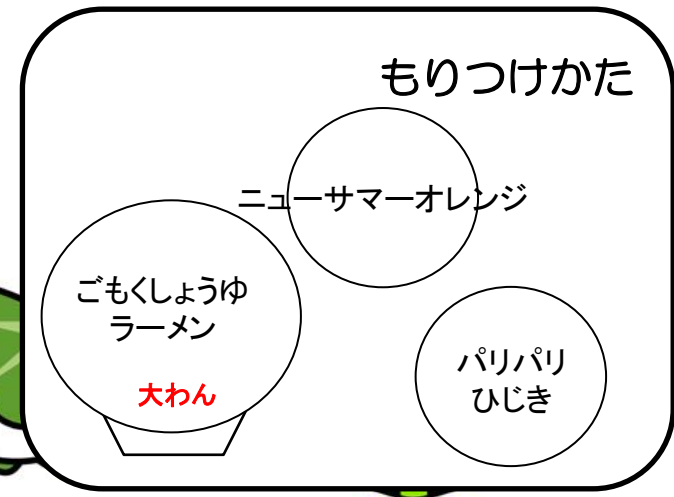 もりつけかた
ニューサマーオレンジ
ごもくしょうゆ
ラーメン
大わん
パリパリ
ひじき